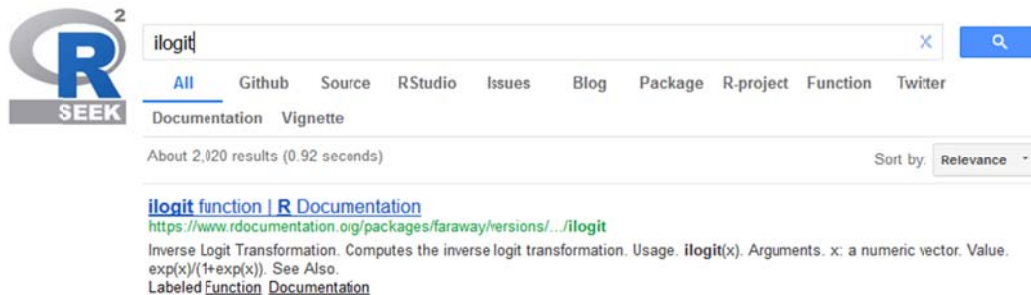 R 2
SEEK
ilogit
X
All Github Source RStudio Issues Blog Package R-project Function Twitter
Documentation Vignette
About 2,020 results (0.92 seconds)
Sort by: Relevance
ilogit function | R Documentation
https://www.rdocumentation.org/packages/faraway/versions/.../ilogit
Inverse Logit Transformation. Computes the inverse logit transformation. Usage. ilogit(x). Arguments. x: a numeric vector. Value.
exp(x)/(1+exp(x)). See Also.
Labeled Function Documentation